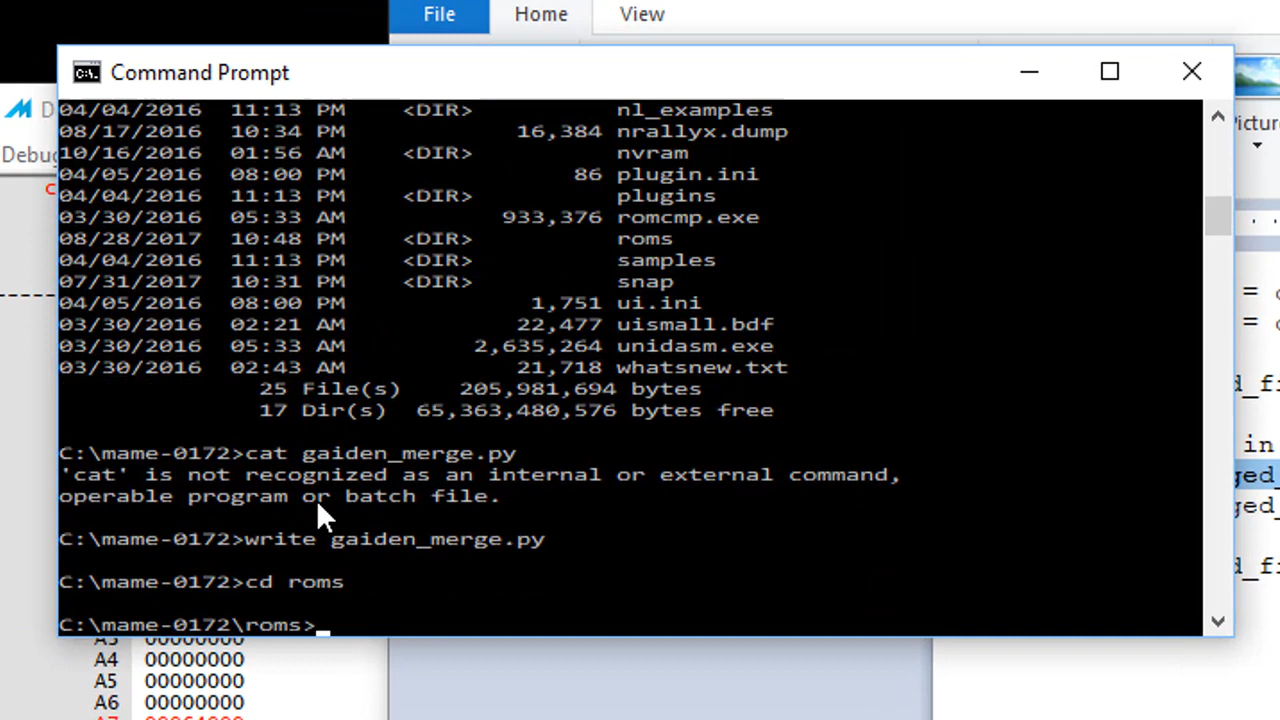 File Home View
Command Prompt
04/04/2016 11:13 PM <DIR> nl_examples
08/17/2016 10:34 PM 16,384 nrallyx.dump
10/16/2016 01:56 AM <DIR> nvram
04/05/2016 08:00 PM 86 plugin.ini
04/04/2016 11:13 PM <DIR> plugins
03/30/2016 05:33 AM 933,376 romcmp.exe
08/28/2017 10:48 PM <DIR> roms
04/04/2016 11:13 PM <DIR> samples
07/31/2017 10:31 PM <DIR> snap
04/05/2016 08:00 PM 1,751 ui.ini
03/30/2016 02:21 AM 22,477 uismall.bdf
03/30/2016 05:33 AM 2,635,264 unidasm.exe
03/30/2016 02:43 AM 21,718 whatsnew.txt
25 File(s) 205,981,694 bytes
17 Dir(s) 65,363,480,576 bytes free
C:\mame-0172>cat gaiden_merge.py
'cat' is not recognized as an internal or external command,
operable program or batch file.
C:\mame-0172>write gaiden_merge.py
C:\mame-0172>cd roms
C:\mame-0172\roms>
A4 00000000
A5 00000000
A6 00000000